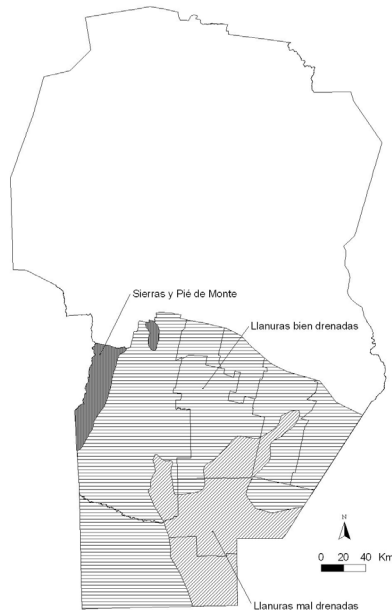 Sierras y Pié de Monte
Llanuras bien drenadas
N
0 20 40 Km
Llanuras mal drenadas